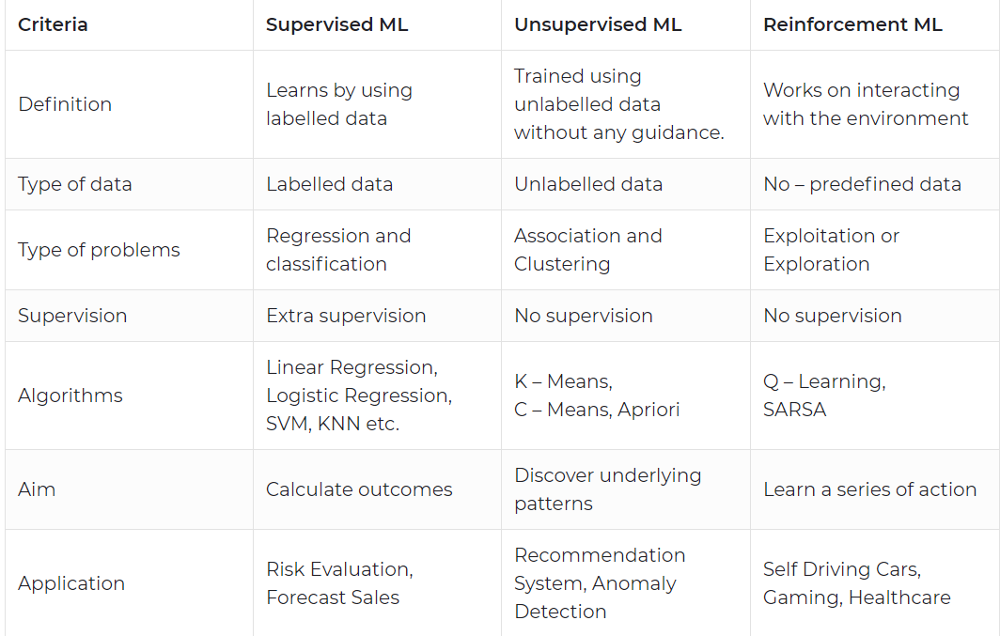 Criteria
Supervised ML
Unsupervised ML
Reinforcement ML
Definition
Learns by using
labelled data
Trained using
unlabelled data
without any guidance.
Works on interacting
with the environment
Type of data
Labelled data
Unlabelled data
No – predefined data
Type of problems
Regression and
classification
Association and
Clustering
Exploitation or
Exploration
Supervision
Extra supervision
No supervision
No supervision
Algorithms
Linear Regression,
Logistic Regression,
SVM, KNN etc.
K – Means,
C – Means, Apriori
Q – Learning,
SARSA
Aim
Calculate outcomes
Discover underlying
patterns
Learn a series of action
Application
Risk Evaluation,
Forecast Sales
Recommendation
System, Anomaly
Detection
Self Driving Cars,
Gaming, Healthcare